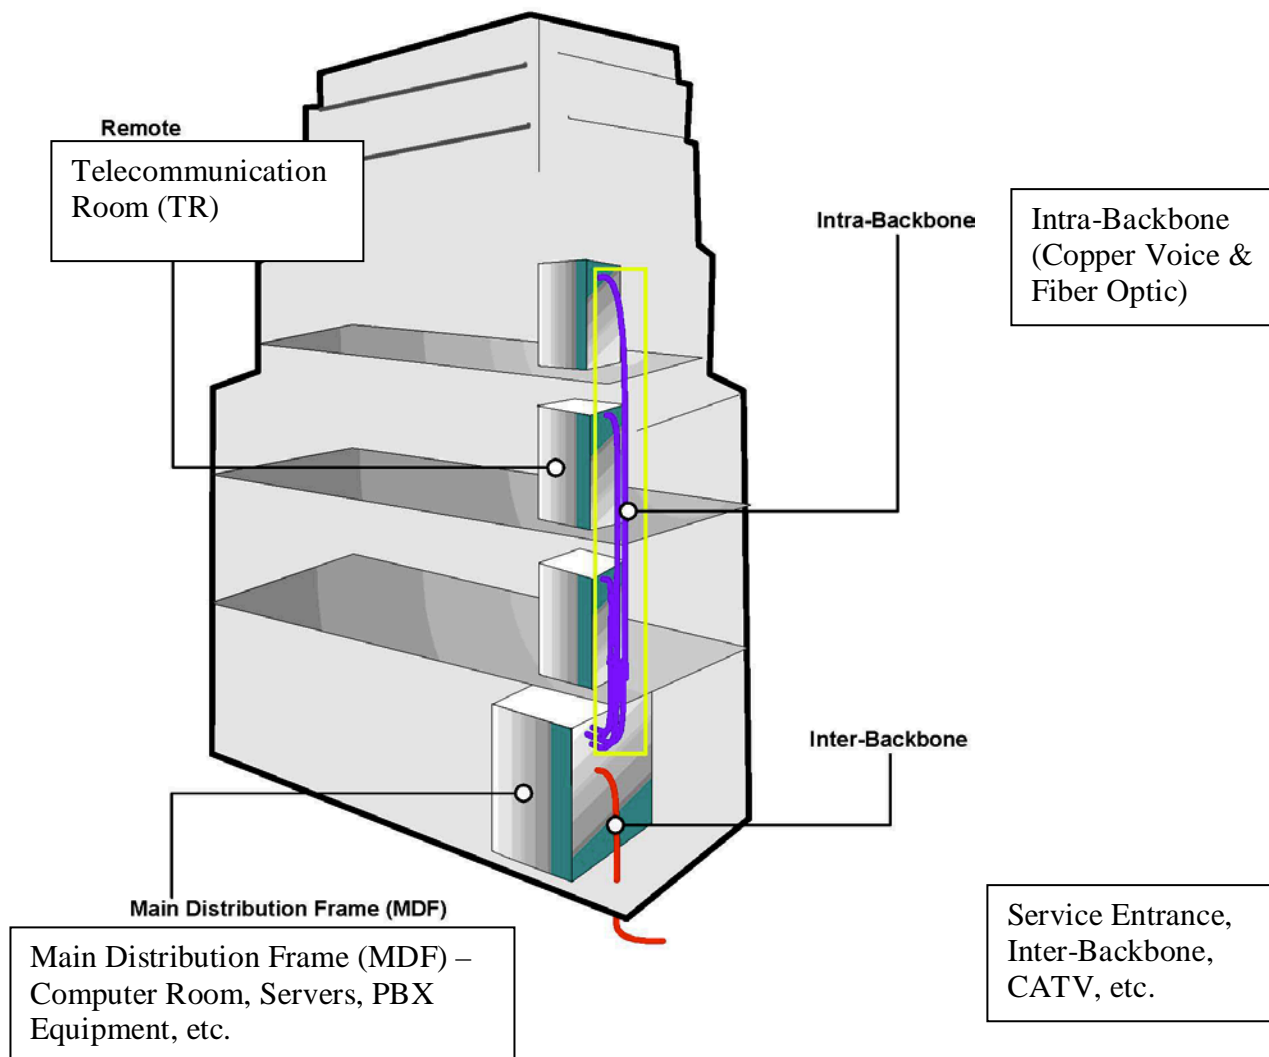 Remote
Telecommunication
Room (TR)
Intra-Backbone
Intra-Backbone
(Copper Voice &
Fiber Optic)
Inter-Backbone
Main Distribution Frame (MDF)
Main Distribution Frame (MDF) –
Computer Room, Servers, PBX
Equipment, etc.
Service Entrance,
Inter-Backbone,
CATV, etc.